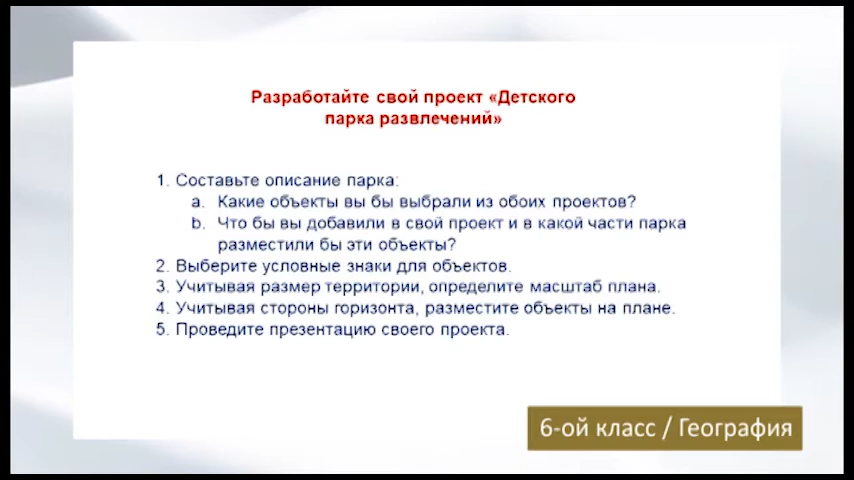 Разработайте свой проект «Детского
парка развлечений»
1. Составьте описание парка:
a. Какие объекты вы бы выбрали из обоих проектов?
b. Что бы вы добавили в свой проект и в какой части парка
разместили бы эти объекты?
2. Выберите условные знаки для объектов.
3. Учитывая размер территории, определите масштаб плана.
4. Учитывая стороны горизонта, разместите объекты на плане.
5. Проведите презентацию своего проекта.
6-ой класс / География